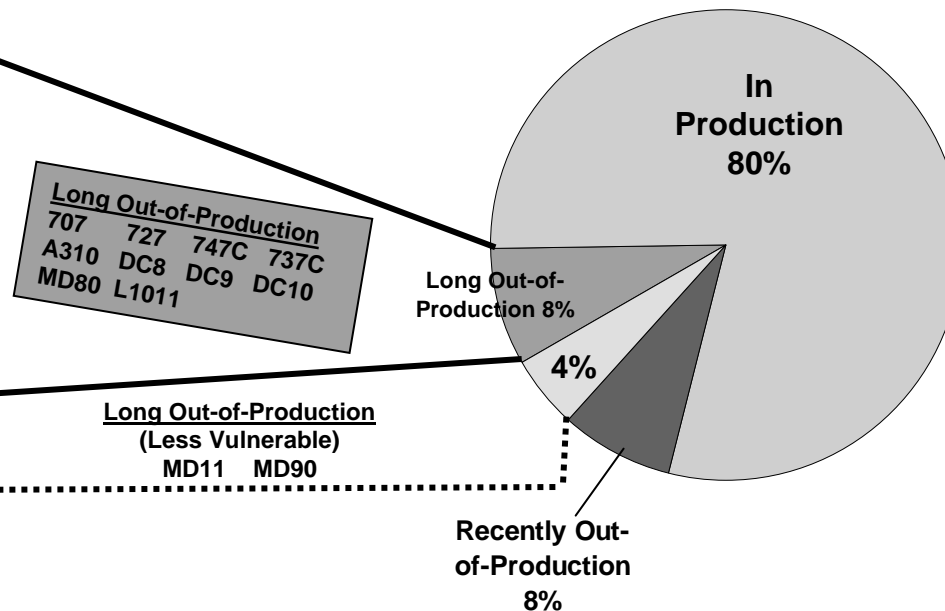 In
Production
80%
Long Out-of-Production
707 727 747C 737C
A310 DC8 DC9 DC10
MD80 L1011
Long Out-of-
Production 8%
4%
Long Out-of-Production
(Less Vulnerable)
MD11 MD90
Recently Out-
of-Production
8%